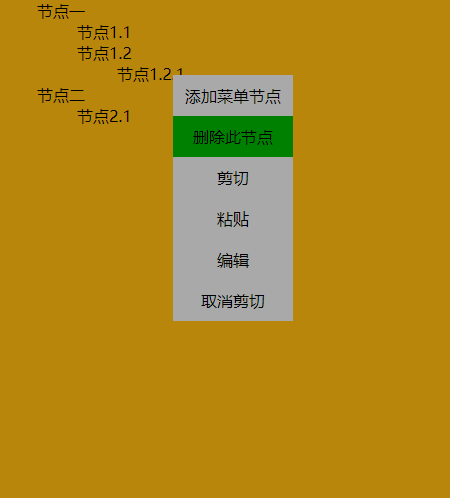 节点一
节点1.1
节点1.2
节点1.2.1
节点二
节点2.1
添加菜单节点
删除此节点
剪切
粘贴
编辑
取消剪切